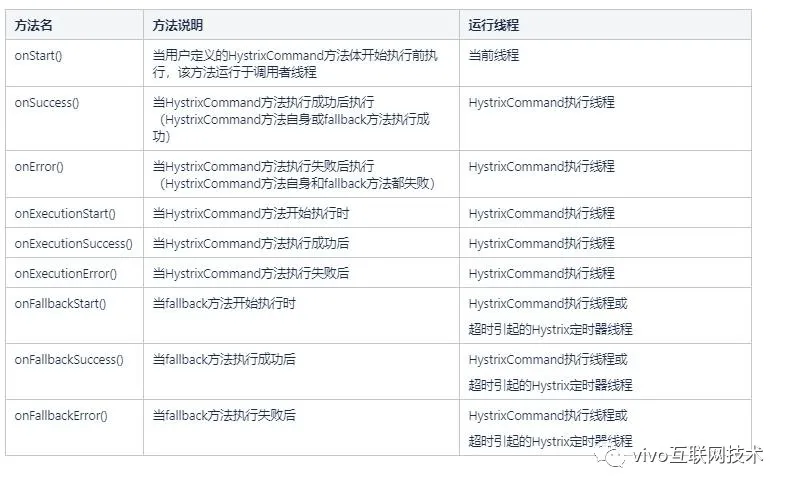 方法名 方法说明 运行线程
onStart() 当用户定义的HystrixCommand方法体开始执行前执 当前线程
行，该方法运行于调用者线程
onSuccess() 当HystrixCommand方法执行成功后执行 HystrixCommand执行线程
（HystrixCommand方法自身或fallback方法执行成
功）
onError() 当HystrixCommand方法执行失败后执行 HystrixCommand执行线程
（HystrixCommand方法自身和fallback方法都失败）
onExecutionStart() 当HystrixCommand方法开始执行时 HystrixCommand执行线程
onExecutionSuccess() 当HystrixCommand方法执行成功后 HystrixCommand执行线程
onExecutionError() 当HystrixCommand方法执行失败后 HystrixCommand执行线程
onFallbackStart() 当fallback方法开始执行时 HystrixCommand执行线程或
超时引起的Hystrix定时器线程
onFallbackSuccess() 当fallback方法执行成功后 HystrixCommand执行线程或
超时引起的Hystrix定时器线程
onFallbackError() 当fallback方法执行失败后 HystrixCommand执行线程或
超时引起的Hystrix定时器线程
vivo互联网技术